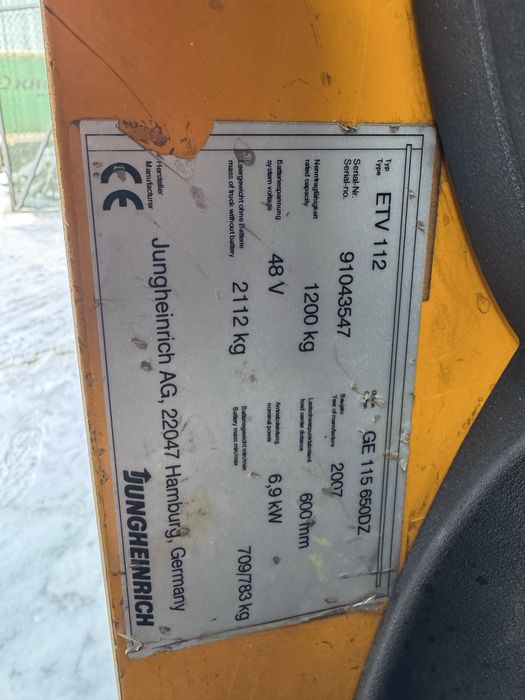 Typ
Type
ETV 112
GE 115 650DZ
Serial-Nr.
Serial-no.
91043547
Baujahr
Year of manufacture
2007
Nenntragfähigkeit
rated capacity
1200 kg
Lastschwerpunktabstand
load center distance
600 mm
Batteriespannung
system voltage
48 V
Antriebsleistung
nominal power
6,9 kW
Leergewicht ohne Batterie
mass of truck without battery
2112 kg
Batteriegewicht min/max
Battery mass min/max
709/783 kg
Hersteller
Manufacturer
Jungheinrich AG, 22047 Hamburg, Germany
CE
JUNGHEINRICH